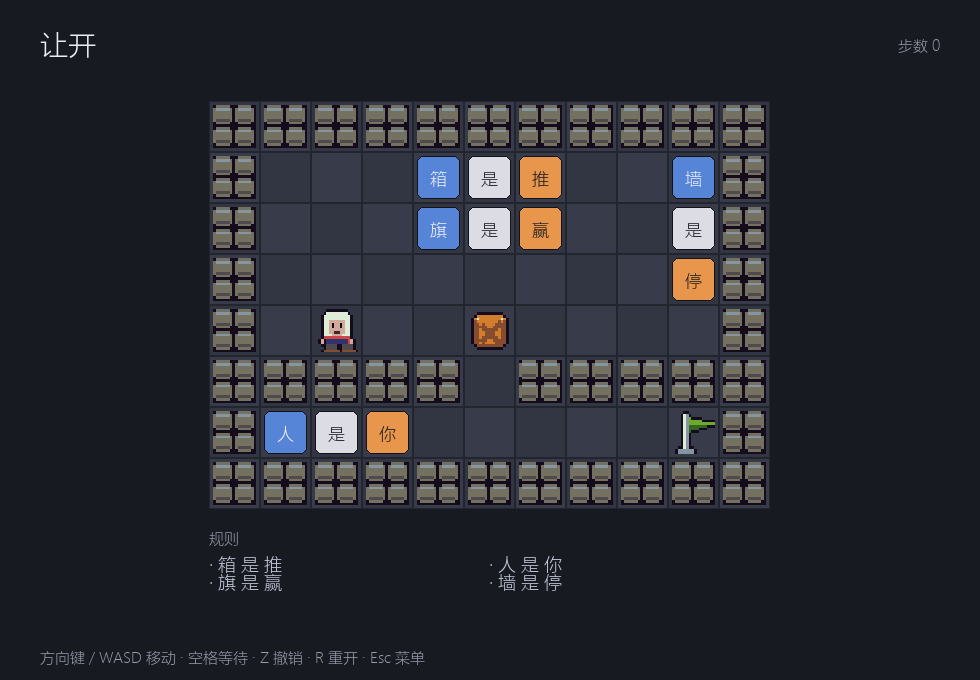 让开
步数 0
箱 是 推 墙
旗 是 赢 是
停
人 是 你
规则
· 箱 是 推 · 人 是 你
· 旗 是 赢 · 墙 是 停
方向键 / WASD 移动 · 空格等待 · Z 撤销 · R 重开 · Esc 菜单